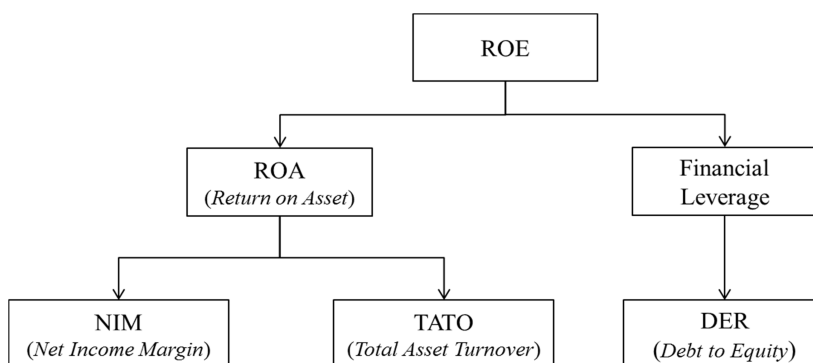 ROE
ROA
(Return on Asset)
Financial
Leverage
NIM
(Net Income Margin)
TATO
(Total Asset Turnover)
DER
(Debt to Equity)